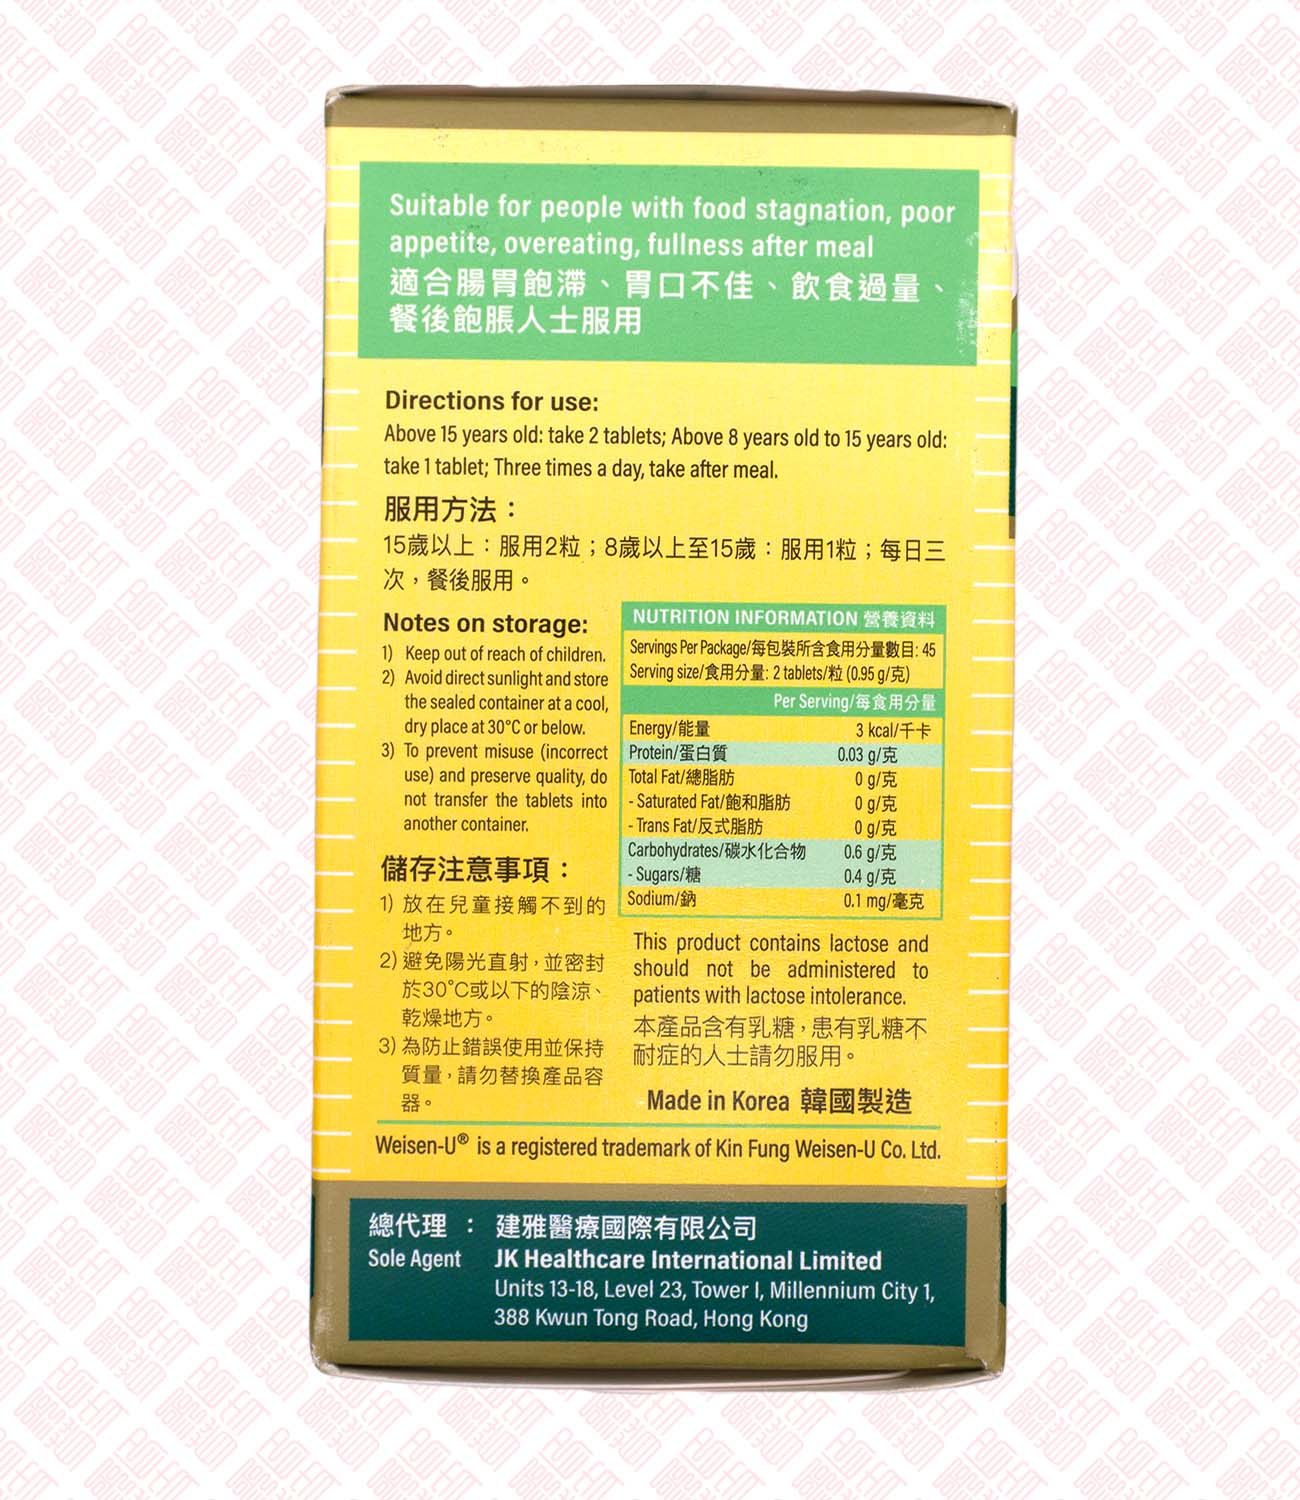 Suitable for people with food stagnation, poor
appetite, overeating, fullness after meal
適合腸胃飽滯、胃口不佳、飲食過量、
餐後飽脹人士服用
Directions for use:
Above 15 years old: take 2 tablets; Above 8 years old to 15 years old:
take 1 tablet; Three times a day, take after meal.
服用方法：
15歲以上：服用2粒；8歲以上至15歲：服用1粒；每日三
次，餐後服用。
Notes on storage:
1) Keep out of reach of children.
2) Avoid direct sunlight and store
the sealed container at a cool,
dry place at 30°C or below.
3) To prevent misuse (incorrect
use) and preserve quality, do
not transfer the tablets into
another container.
儲存注意事項：
1) 放在兒童接觸不到的
地方。
2) 避免陽光直射，並密封
於30°C或以下的陰涼、
乾燥地方。
3) 為防止錯誤使用並保持
質量，請勿替換產品容
器。
NUTRITION INFORMATION 營養資料
Servings Per Package/每包裝所含食用分量數目: 45
Serving size/食用分量: 2 tablets/粒 (0.95 g/克)
Per Serving/每食用分量
Energy/能量 3 kcal/千卡
Protein/蛋白質 0.03 g/克
Total Fat/總脂肪 0 g/克
- Saturated Fat/飽和脂肪 0 g/克
- Trans Fat/反式脂肪 0 g/克
Carbohydrates/碳水化合物 0.6 g/克
- Sugars/糖 0.4 g/克
Sodium/鈉 0.1 mg/毫克
This product contains lactose and
should not be administered to
patients with lactose intolerance.
本產品含有乳糖，患有乳糖不
耐症的人士請勿服用。
Made in Korea 韓國製造
Weisen-U® is a registered trademark of Kin Fung Weisen-U Co. Ltd.
總代理 ： 建雅醫療國際有限公司
Sole Agent JK Healthcare International Limited
Units 13-18, Level 23, Tower I, Millennium City 1,
388 Kwun Tong Road, Hong Kong